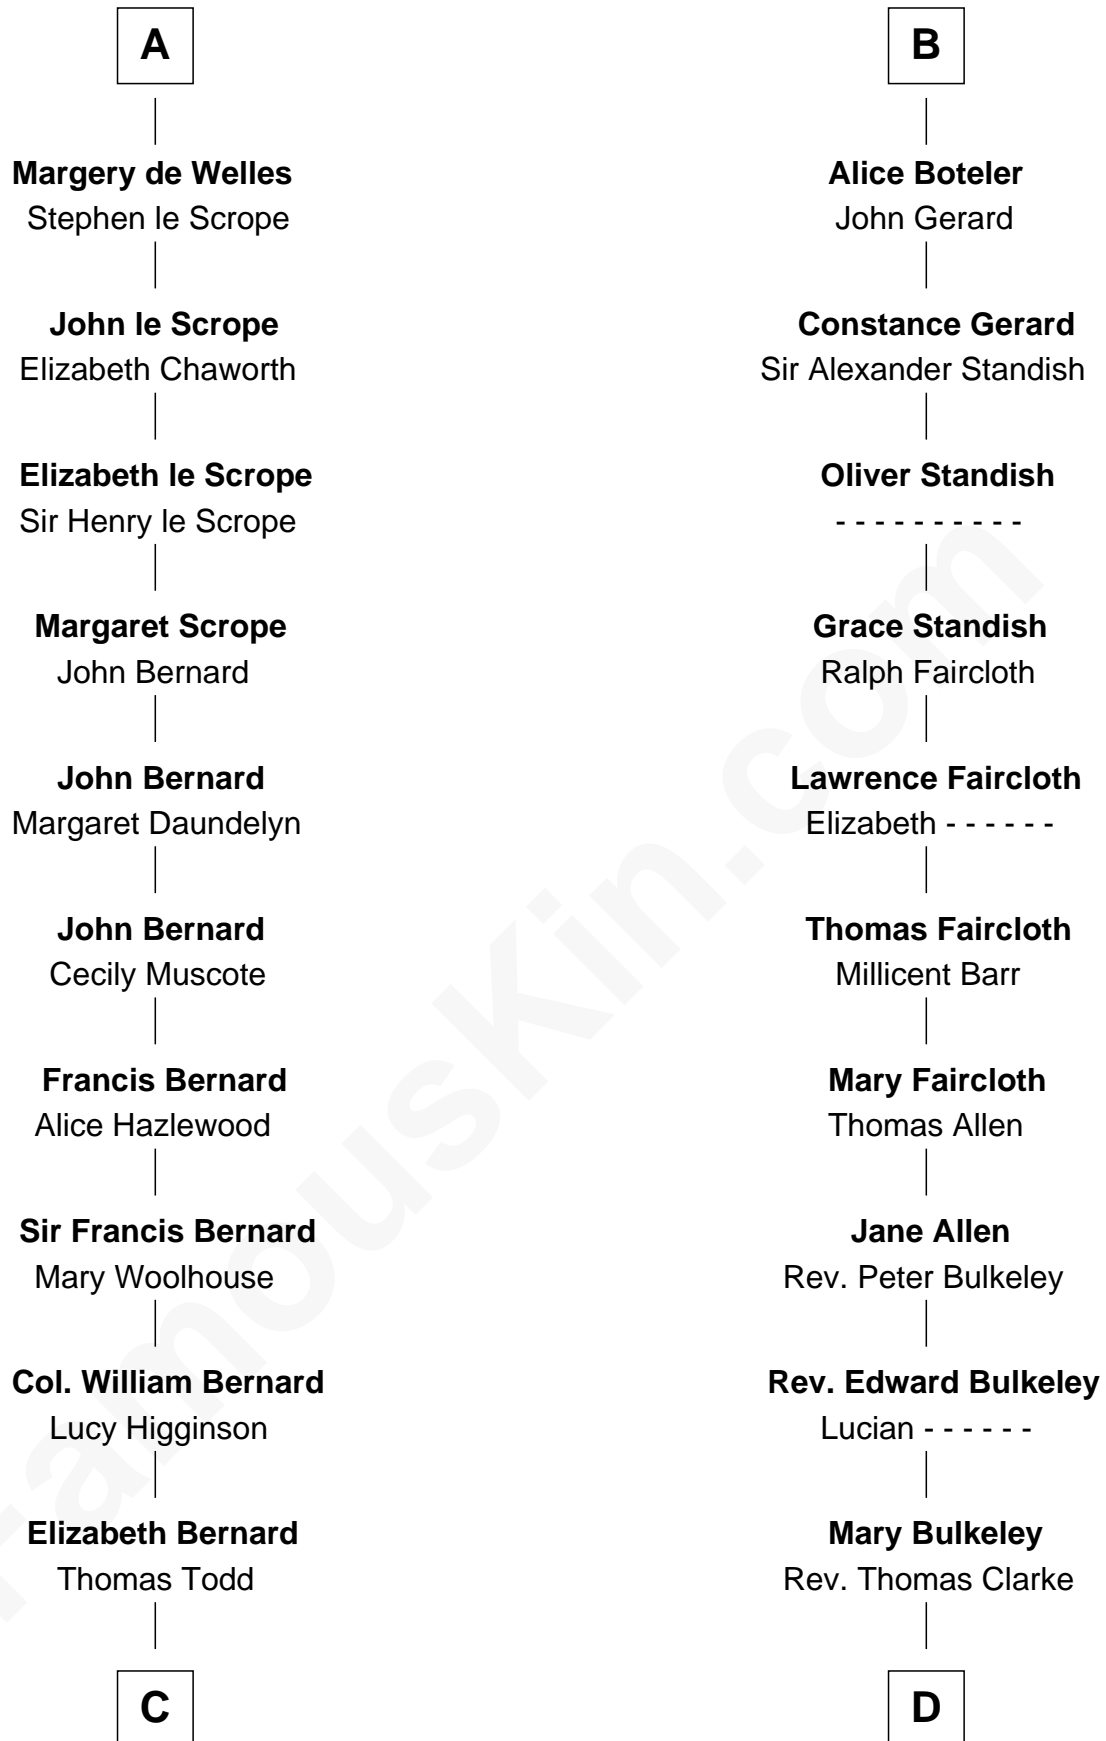 A
Margery de Welles
Stephen le Scrope
John le Scrope
Elizabeth Chaworth
Elizabeth le Scrope
Sir Henry le Scrope
Margaret Scrope
John Bernard
John Bernard
Margaret Daundelyn
John Bernard
Cecily Muscote
Francis Bernard
Alice Hazlewood
Sir Francis Bernard
Mary Woolhouse
Col. William Bernard
Lucy Higginson
Elizabeth Bernard
Thomas Todd
C
B
Alice Boteler
John Gerard
Constance Gerard
Sir Alexander Standish
Oliver Standish
- - - - - - - - - -
Grace Standish
Ralph Faircloth
Lawrence Faircloth
Elizabeth - - - - - -
Thomas Faircloth
Millicent Barr
Mary Faircloth
Thomas Allen
Jane Allen
Rev. Peter Bulkeley
Rev. Edward Bulkeley
Lucian - - - - - -
Mary Bulkeley
Rev. Thomas Clarke
D
FamousKin.com